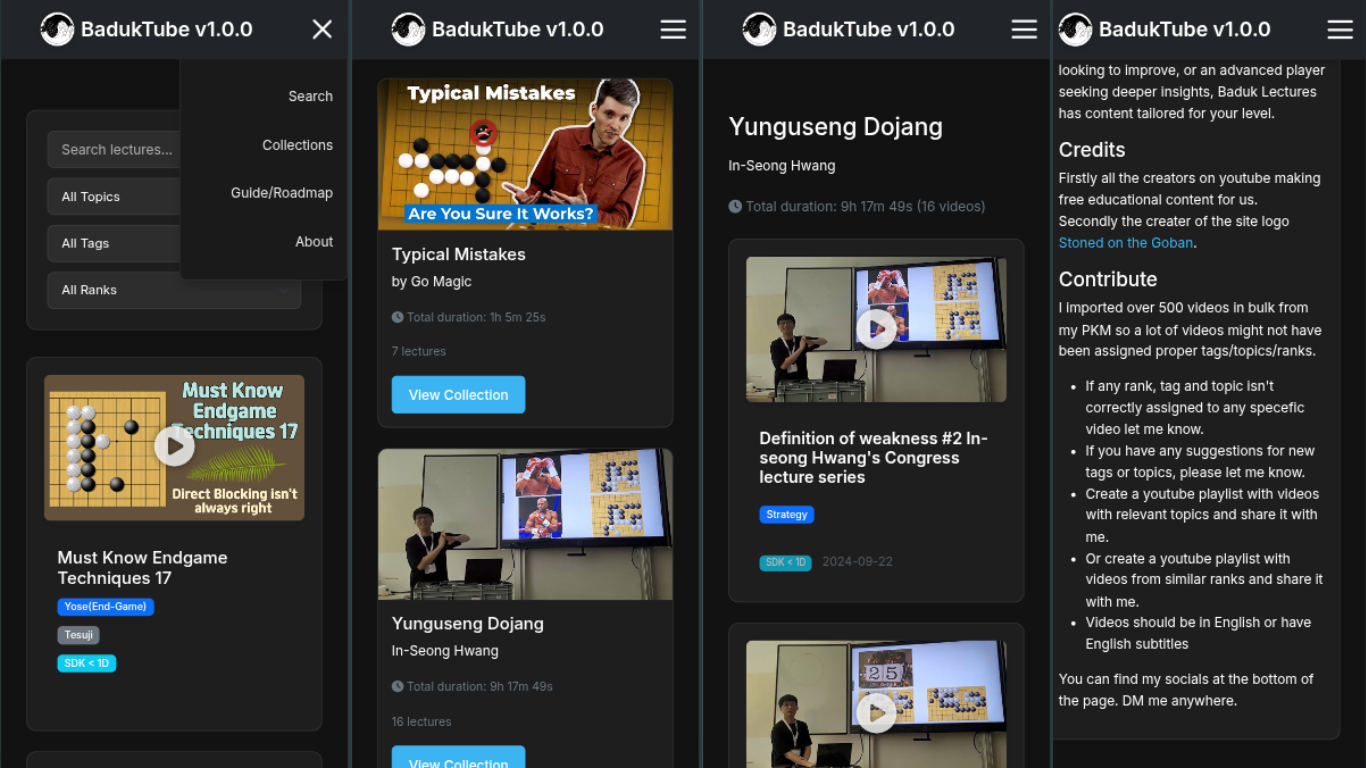 BadukTube v1.0.0
Search
Collections
Guide/Roadmap
About
Search lectures...
All Topics
All Tags
All Ranks
Must Know
Endgame
Techniques 17
Direct Blocking isn't
always right
Must Know Endgame
Techniques 17
Yose(End-Game)
Tesuji
SDK < 1D
BadukTube v1.0.0
Typical Mistakes
Are You Sure It Works?
Typical Mistakes
by Go Magic
Total duration: 1h 5m 25s
7 lectures
View Collection
Yunguseng Dojang
In-Seong Hwang
Total duration: 9h 17m 49s
16 lectures
View Collection
BadukTube v1.0.0
Yunguseng Dojang
In-Seong Hwang
Total duration: 9h 17m 49s (16 videos)
Definition of weakness #2 In-
seong Hwang's Congress
lecture series
Strategy
SDK < 1D 2024-09-22
25
BadukTube v1.0.0
looking to improve, or an advanced player
seeking deeper insights, Baduk Lectures
has content tailored for your level.
Credits
Firstly all the creators on youtube making
free educational content for us.
Secondly the creator of the site logo
Stoned on the Goban.
Contribute
I imported over 500 videos in bulk from
my PKM so a lot of videos might not have
been assigned proper tags/topics/ranks.
• If any rank, tag and topic isn't
correctly assigned to any specefic
video let me know.
• If you have any suggestions for new
tags or topics, please let me know.
• Create a youtube playlist with videos
with relevant topics and share it with
me.
• Or create a youtube playlist with
videos from similar ranks and share it
with me.
• Videos should be in English or have
English subtitles
You can find my socials at the bottom of
the page. DM me anywhere.